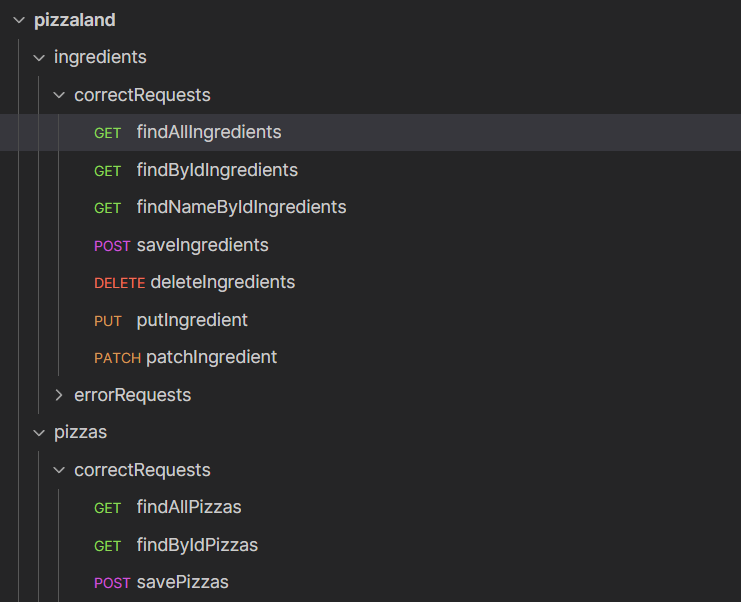 pizzaland
ingredients
correctRequests
GET findAllIngredients
GET findByIdIngredients
GET findNameByIdIngredients
POST saveIngredients
DELETE deleteIngredients
PUT putIngredient
PATCH patchIngredient
errorRequests
pizzas
correctRequests
GET findAllPizzas
GET findByIdPizzas
POST savePizzas